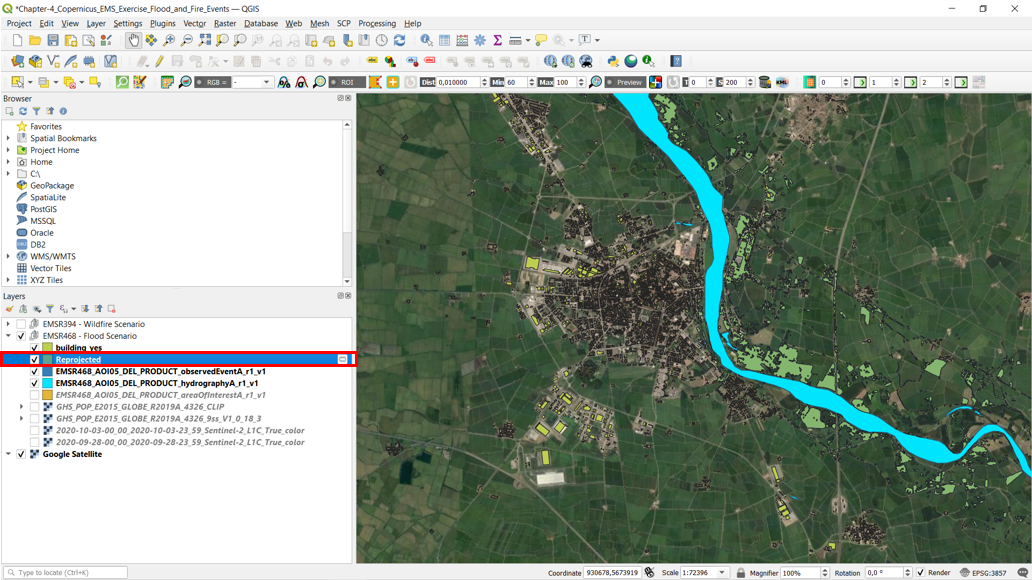 *Chapter-4_Copernicus_EMS_Exercise_Flood_and_Fire_Events — QGIS
Project Edit View Layer Settings Plugins Vector Raster Database Web Mesh SCP Processing Help
RGB = - ROI Dist 0,010000 Min 60 Max 100 Preview T 0 S 200 0 1 2
Browser
Favorites
Spatial Bookmarks
Project Home
Home
C:\
GeoPackage
SpatiaLite
PostGIS
MSSQL
Oracle
DB2
WMS/WMTS
Vector Tiles
XYZ Tiles
Layers
EMSR394 - Wildfire Scenario
EMSR468 - Flood Scenario
building_yes
Reprojected
EMSR468_AOI05_DEL_PRODUCT_observedEventA_r1_v1
EMSR468_AOI05_DEL_PRODUCT_hydrographyA_r1_v1
EMSR468_AOI05_DEL_PRODUCT_areaOfInterestA_r1_v1
GHS_POP_E2015_GLOBE_R2019A_4326_CLIP
GHS_POP_E2015_GLOBE_R2019A_4326_9ss_V1_0_18_3
2020-10-03-00_00_2020-10-03-23_59_Sentinel-2_L1C_True_color
2020-09-28-00_00_2020-09-28-23_59_Sentinel-2_L1C_True_color
Google Satellite
Type to locate (Ctrl+K) Coordinate 930678,5673919 Scale 1:72396 Magnifier 100% Rotation 0,0 ° Render EPSG:3857